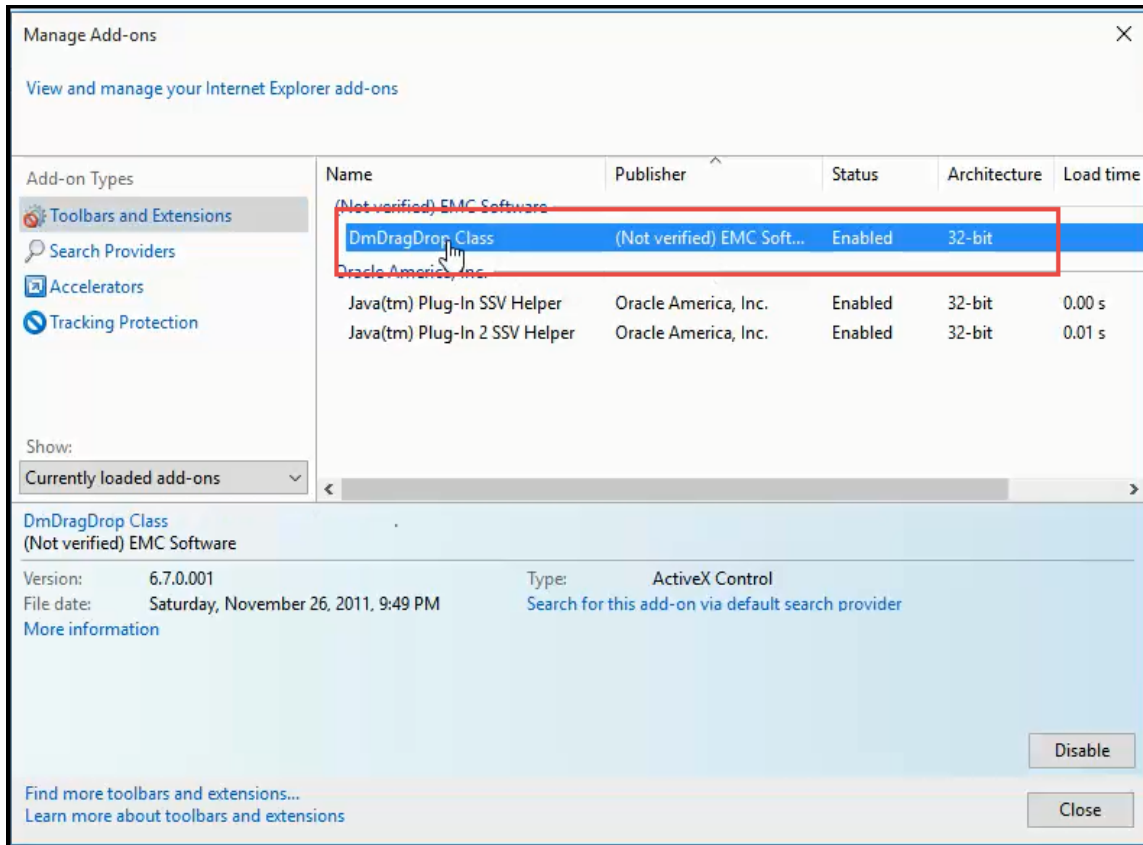 Manage Add-ons
View and manage your Internet Explorer add-ons
Add-on Types
Toolbars and Extensions
Search Providers
Accelerators
Tracking Protection
Show:
Currently loaded add-ons
Name Publisher Status Architecture Load time
(Not verified) EMC Software
DmDragDrop Class (Not verified) EMC Soft... Enabled 32-bit
Oracle America, Inc.
Java(tm) Plug-In SSV Helper Oracle America, Inc. Enabled 32-bit 0.00 s
Java(tm) Plug-In 2 SSV Helper Oracle America, Inc. Enabled 32-bit 0.01 s
DmDragDrop Class
(Not verified) EMC Software
Version: 6.7.0.001 Type: ActiveX Control
File date: Saturday, November 26, 2011, 9:49 PM Search for this add-on via default search provider
More information
Disable
Find more toolbars and extensions...
Learn more about toolbars and extensions
Close